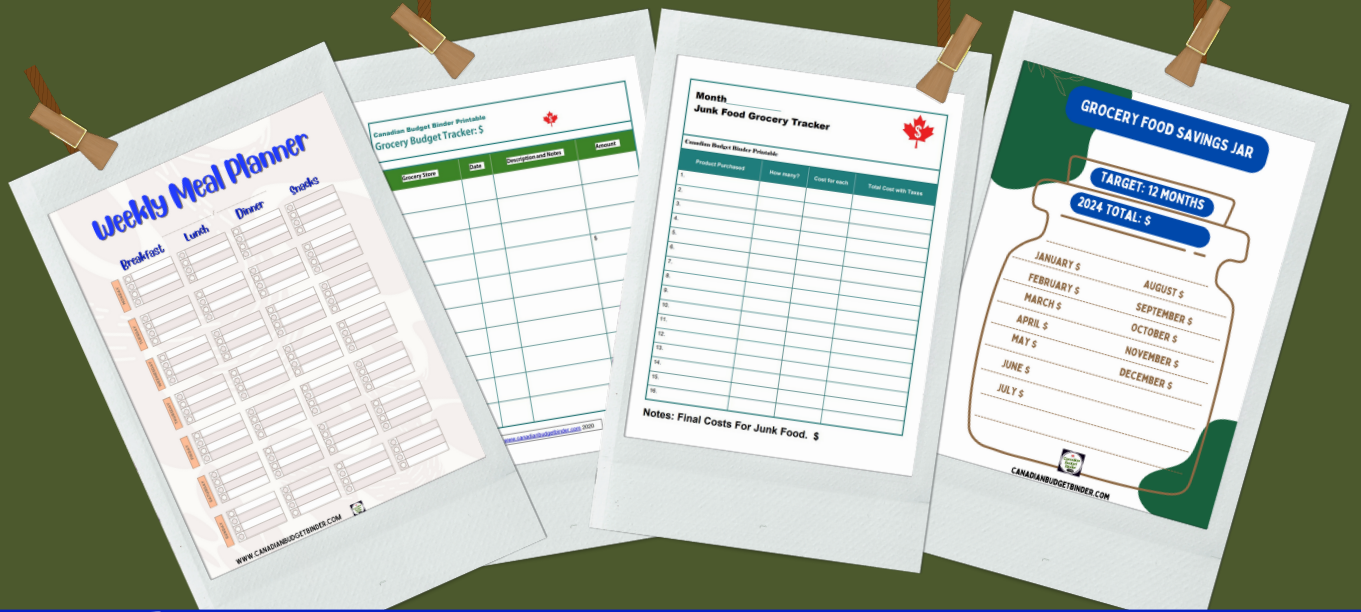 Weekly Meal Planner
Breakfast
Lunch
Dinner
Snacks
WWW.CANADIANBUDGETBINDER.COM
Canadian Budget Binder Printable
Grocery Budget Tracker: $
Grocery Store
Date
Description and Notes
Amount
$
www.canadianbudgetbinder.com 2020
Month
Junk Food Grocery Tracker
$
Canadian Budget Binder Printable
Product Purchased
How many?
Cost for each
Total Cost with Taxes
1.
2.
3.
4.
5.
6.
7.
8.
9.
10.
11.
12.
13.
14.
15.
16.
Notes: Final Costs For Junk Food. $
GROCERY FOOD SAVINGS JAR
TARGET: 12 MONTHS
2024 TOTAL: $
JANUARY $
FEBRUARY $
MARCH $
APRIL $
MAY $
JUNE $
JULY $
AUGUST $
SEPTEMBER $
OCTOBER $
NOVEMBER $
DECEMBER $
CANADIANBUDGETBINDER.COM